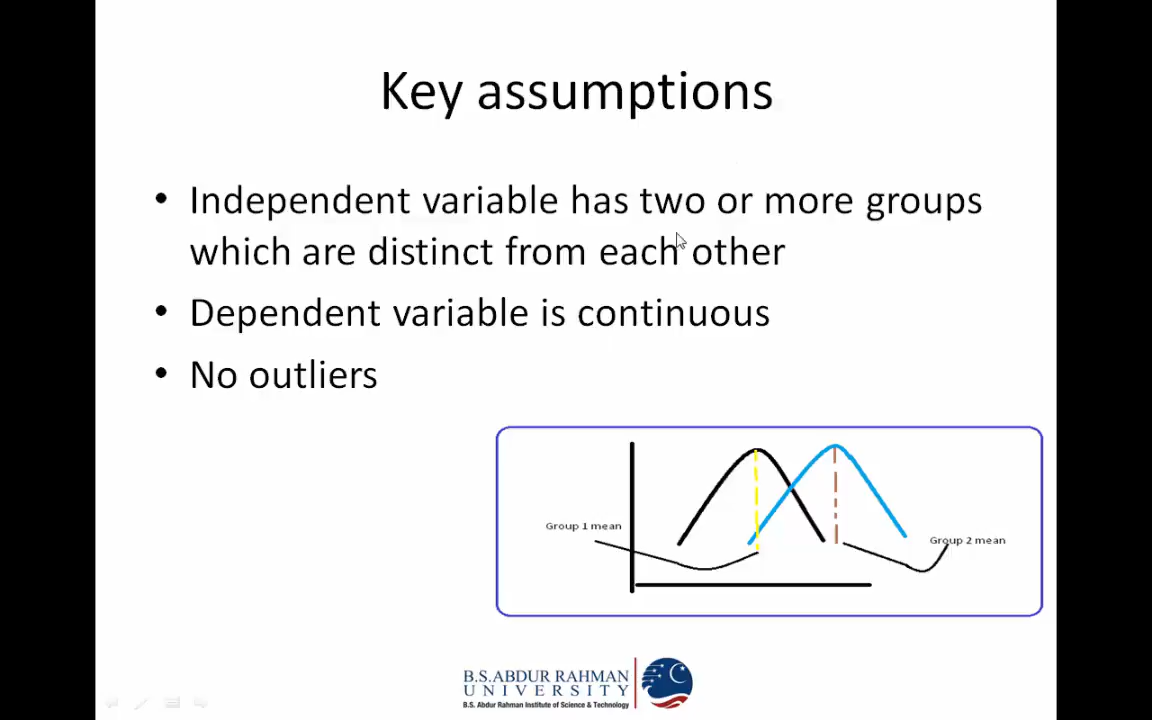 Key assumptions
• Independent variable has two or more groups
which are distinct from each other
• Dependent variable is continuous
• No outliers
Group 1 mean
Group 2 mean
B.S.ABDUR RAHMAN
UNIVERSITY
B.S. Abdur Rahman Institute of Science & Technology